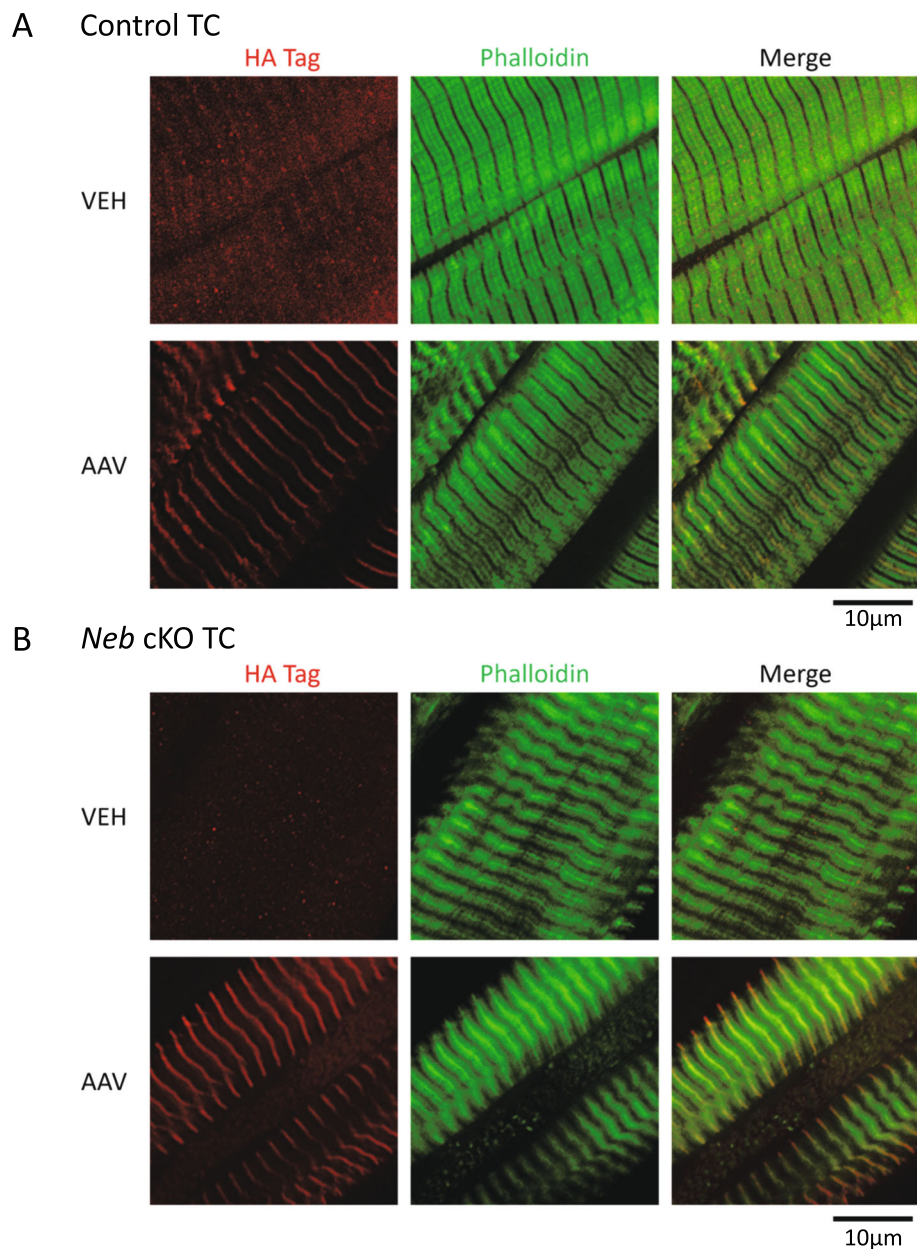 A Control TC
HA Tag Phalloidin Merge
VEH
AAV
10µm
B Neb cKO TC
HA Tag Phalloidin Merge
VEH
AAV
10µm